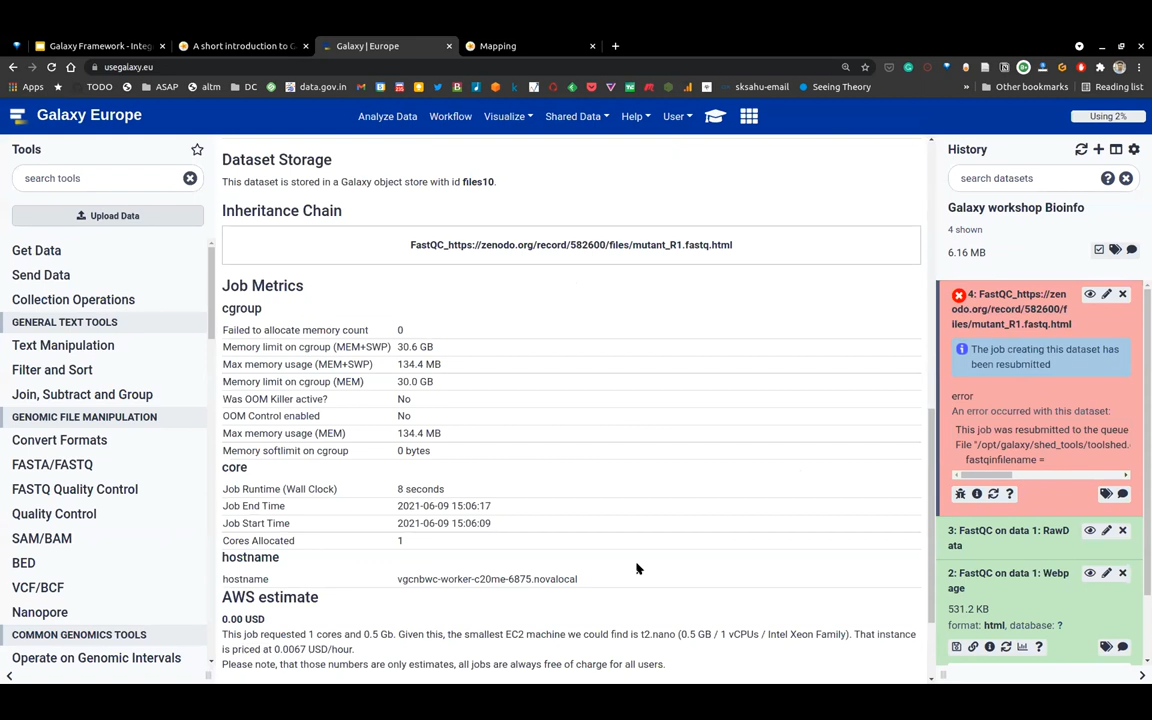 Galaxy Framework - Integ
A short introduction to G
Galaxy | Europe
Mapping
usegalaxy.eu
Apps
TODO
ASAP
altm
DC
data.gov.in
sksahu-email
Seeing Theory
»
Other bookmarks
Reading list
Galaxy Europe
Analyze Data
Workflow
Visualize
Shared Data
Help
User
Using 2%
Tools
search tools
Upload Data
Get Data
Send Data
Collection Operations
GENERAL TEXT TOOLS
Text Manipulation
Filter and Sort
Join, Subtract and Group
GENOMIC FILE MANIPULATION
Convert Formats
FASTA/FASTQ
FASTQ Quality Control
Quality Control
SAM/BAM
BED
VCF/BCF
Nanopore
COMMON GENOMICS TOOLS
Operate on Genomic Intervals
Dataset Storage
This dataset is stored in a Galaxy object store with id files10.
Inheritance Chain
FastQC_https://zenodo.org/record/582600/files/mutant_R1.fastq.html
Job Metrics
cgroup
Failed to allocate memory count 0
Memory limit on cgroup (MEM+SWP) 30.6 GB
Max memory usage (MEM+SWP) 134.4 MB
Memory limit on cgroup (MEM) 30.0 GB
Was OOM Killer active? No
OOM Control enabled No
Max memory usage (MEM) 134.4 MB
Memory softlimit on cgroup 0 bytes
core
Job Runtime (Wall Clock) 8 seconds
Job End Time 2021-06-09 15:06:17
Job Start Time 2021-06-09 15:06:09
Cores Allocated 1
hostname
hostname vgcnbwc-worker-c20me-6875.novalocal
AWS estimate
0.00 USD
This job requested 1 cores and 0.5 Gb. Given this, the smallest EC2 machine we could find is t2.nano (0.5 GB / 1 vCPUs / Intel Xeon Family). That instance
is priced at 0.0067 USD/hour.
Please note, that those numbers are only estimates, all jobs are always free of charge for all users.
History
search datasets
Galaxy workshop Bioinfo
4 shown
6.16 MB
4: FastQC_https://zen
odo.org/record/582600/f
iles/mutant_R1.fastq.html
The job creating this dataset has
been resubmitted
error
An error occurred with this dataset:
This job was resubmitted to the queue
File "/opt/galaxy/shed_tools/toolshed.
fastqinfilename =
3: FastQC on data 1: RawD
ata
2: FastQC on data 1: Webp
age
531.2 KB
format: html, database: ?